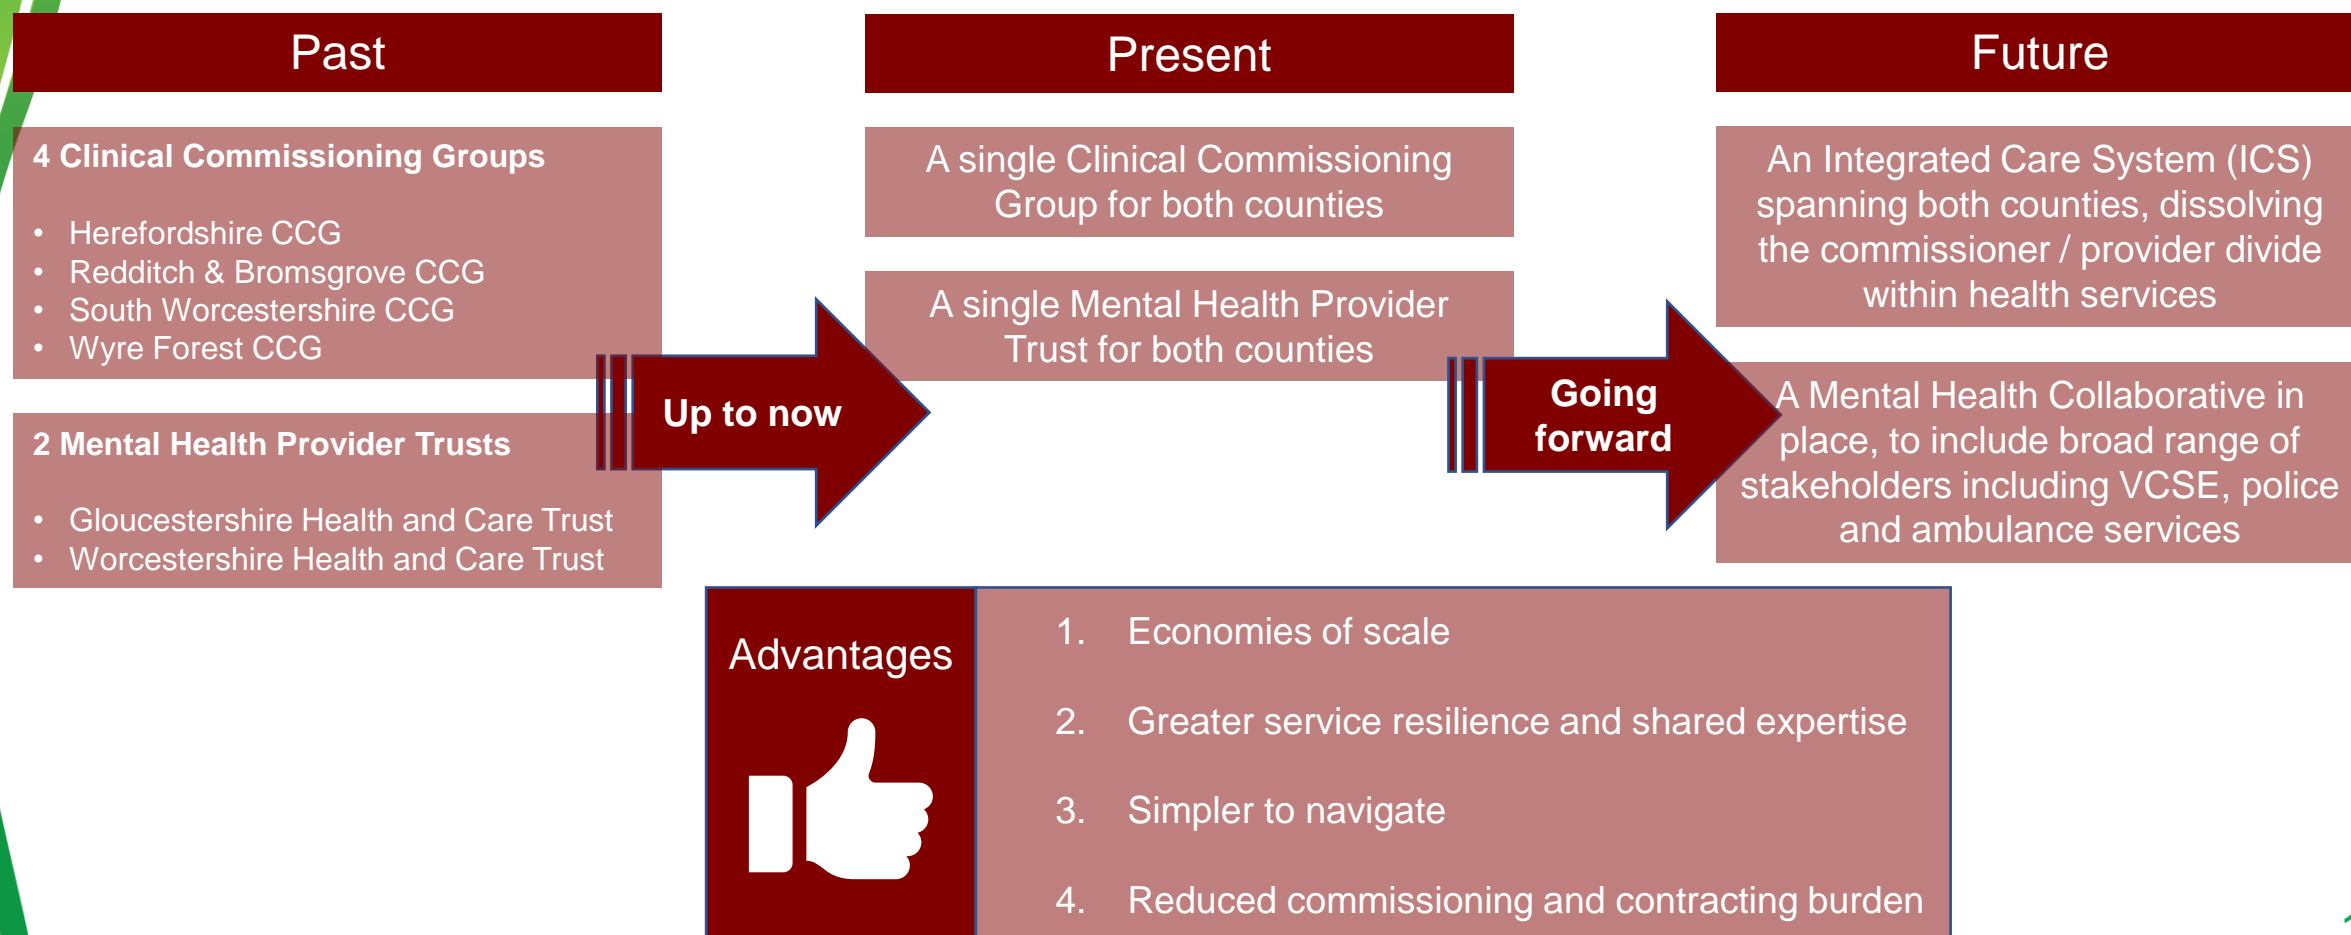 Past
4 Clinical Commissioning Groups
• Herefordshire CCG
• Redditch & Bromsgrove CCG
• South Worcestershire CCG
• Wyre Forest CCG
2 Mental Health Provider Trusts
• Gloucestershire Health and Care Trust
• Worcestershire Health and Care Trust
Up to now
Present
A single Clinical Commissioning
Group for both counties
A single Mental Health Provider
Trust for both counties
Going
forward
Future
An Integrated Care System (ICS)
spanning both counties, dissolving
the commissioner / provider divide
within health services
A Mental Health Collaborative in
place, to include broad range of
stakeholders including VCSE, police
and ambulance services
Advantages
1. Economies of scale
2. Greater service resilience and shared expertise
3. Simpler to navigate
4. Reduced commissioning and contracting burden